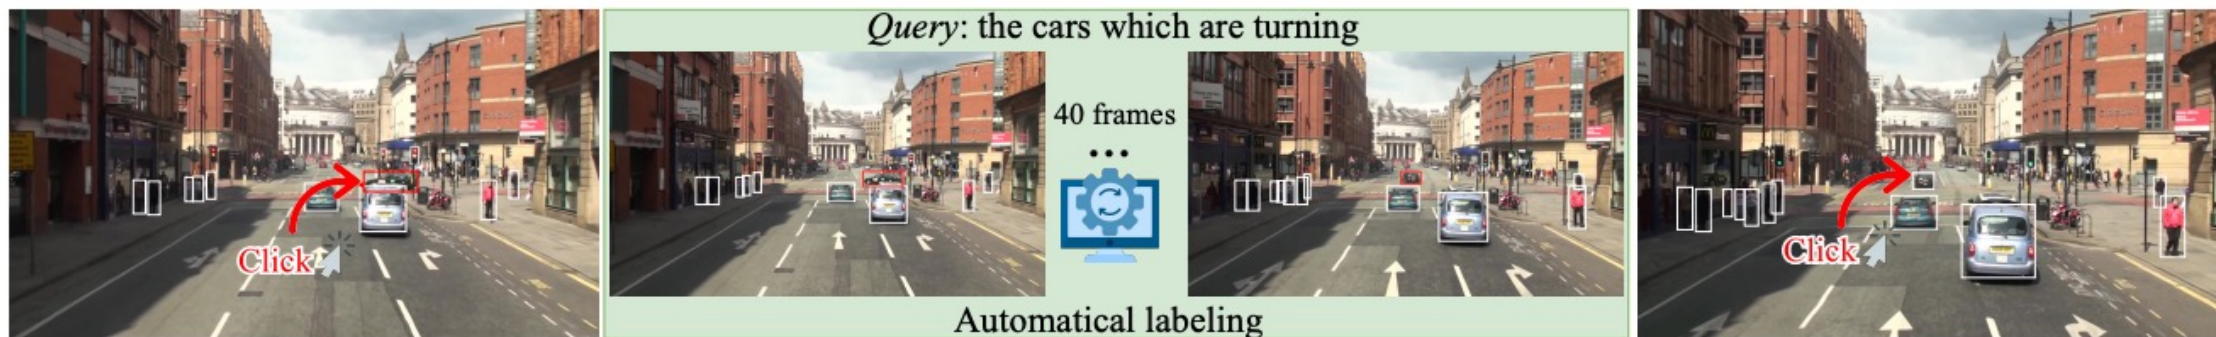 Click
Query: the cars which are turning
40 frames
...
Automatical labeling
Click